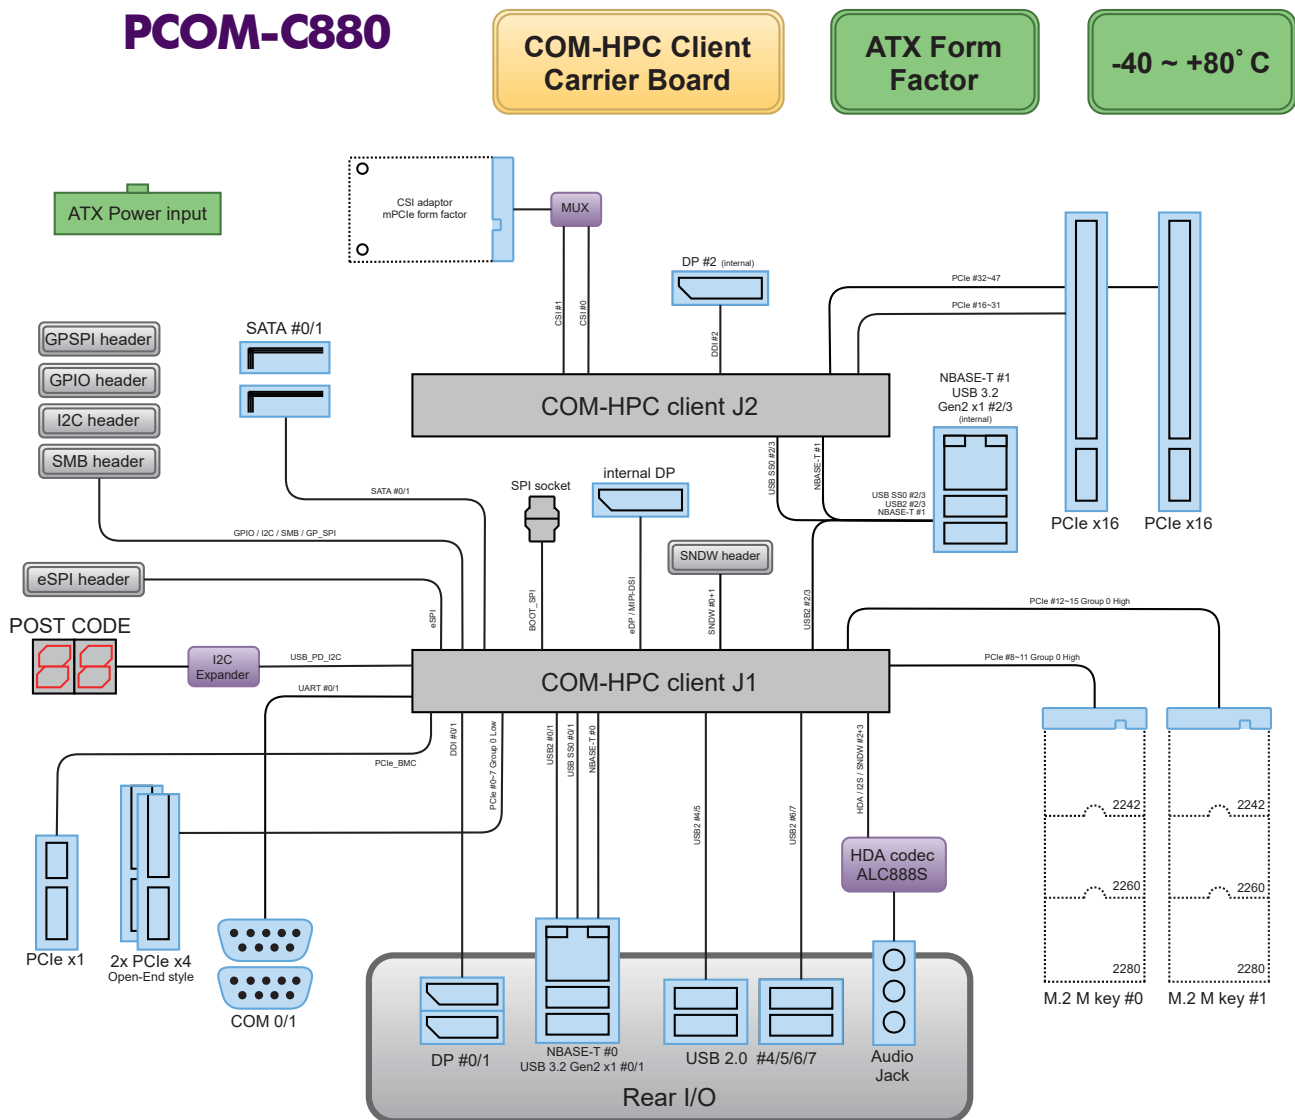 PCOM-C880
COM-HPC Client
Carrier Board
ATX Form
Factor
-40 ~ +80° C
ATX Power input
CSI adaptor
mPCIe form factor
MUX
CSI #1
CSI #0
DP #2 (internal)
DDI #2
PCIe #32~47
PCIe #16~31
PCIe x16
PCIe x16
GPSPI header
GPIO header
I2C header
SMB header
SATA #0/1
SATA #0/1
GPIO / I2C / SMB / GP_SPI
COM-HPC client J2
NBASE-T #1
USB 3.2
Gen2 x1 #2/3
(internal)
USB SS0 #2/3
NBASE-T #1
USB SS0 #2/3
USB2 #2/3
NBASE-T #1
USB2 #2/3
SPI socket
BOOT_SPI
internal DP
eDP / MIPI-DSI
SNDW header
SNDW #0+1
eSPI header
eSPI
POST CODE
I2C
Expander
USB_PD_I2C
UART #0/1
COM-HPC client J1
PCIe #12~15 Group 0 High
PCIe #8~11 Group 0 High
PCIe_BMC
DDI #0/1
PCIe #0~7 Group 0 Low
USB2 #0/1
USB SS0 #0/1
NBASE-T #0
USB2 #4/5
USB2 #6/7
HDA / I2S / SNDW #2+3
HDA codec
ALC888S
2242
2260
2280
M.2 M key #0
2242
2260
2280
M.2 M key #1
PCIe x1
2x PCIe x4
Open-End style
COM 0/1
DP #0/1
NBASE-T #0
USB 3.2 Gen2 x1 #0/1
USB 2.0 #4/5/6/7
Audio
Jack
Rear I/O